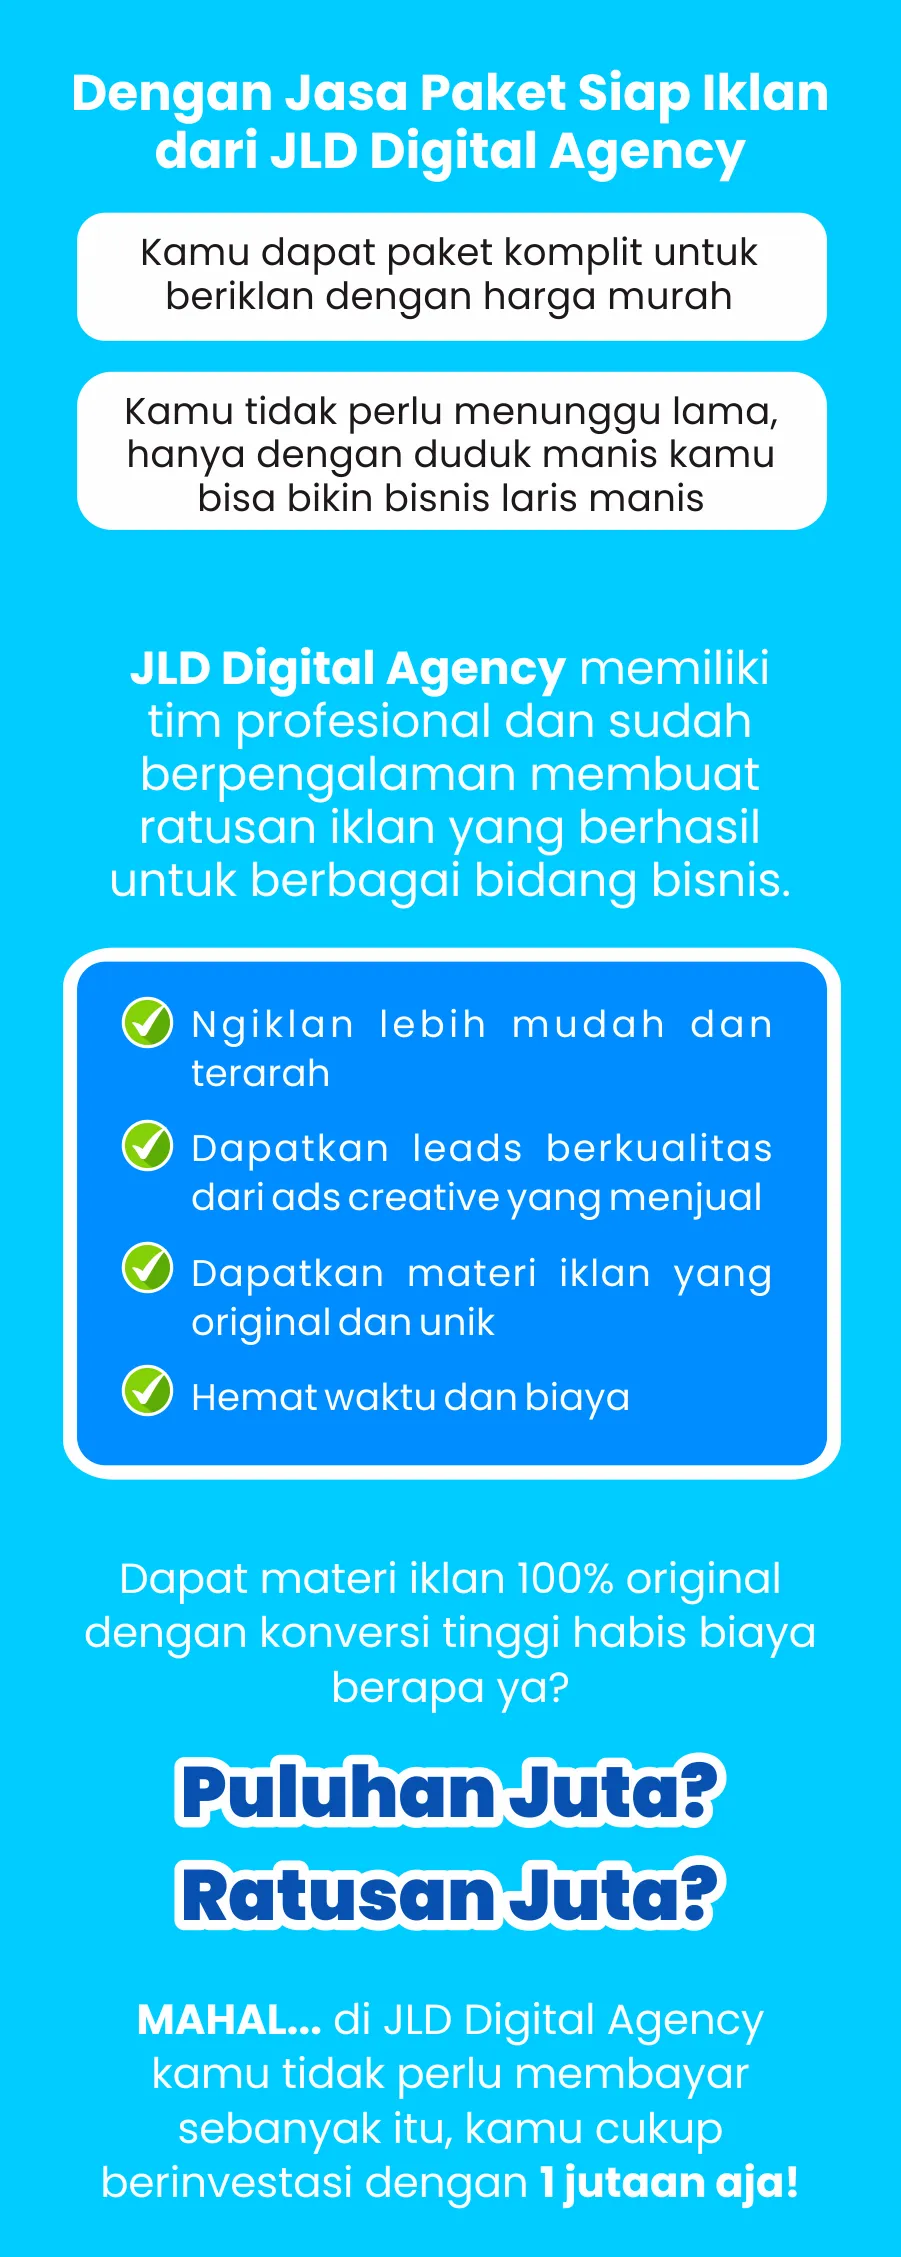 Dengan Jasa Paket Siap Iklan
dari JLD Digital Agency
Kamu dapat paket komplit untuk
beriklan dengan harga murah
Kamu tidak perlu menunggu lama,
hanya dengan duduk manis kamu
bisa bikin bisnis laris manis
JLD Digital Agency memiliki
tim profesional dan sudah
berpengalaman membuat
ratusan iklan yang berhasil
untuk berbagai bidang bisnis.
Ngiklan lebih mudah dan
terarah
Dapatkan leads berkualitas
dari ads creative yang menjual
Dapatkan materi iklan yang
original dan unik
Hemat waktu dan biaya
Dapat materi iklan 100% original
dengan konversi tinggi habis biaya
berapa ya?
Puluhan Juta?
Ratusan Juta?
MAHAL... di JLD Digital Agency
kamu tidak perlu membayar
sebanyak itu, kamu cukup
berinvestasi dengan 1 jutaan aja!